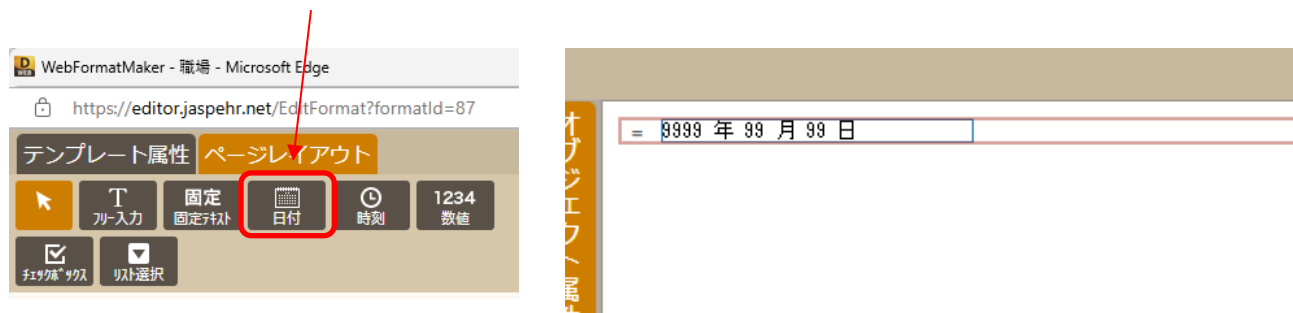 WebFormatMaker - 職場 - Microsoft Edge
https://editor.jaspehr.net/EditFormat?formatId=87
テンプレート属性 ページレイアウト
T
フリー入力
固定
固定テキスト
日付
時刻
1234
数値
チェックボックス
リスト選択
オブジェクト属性
= 9999 年 99 月 99 日